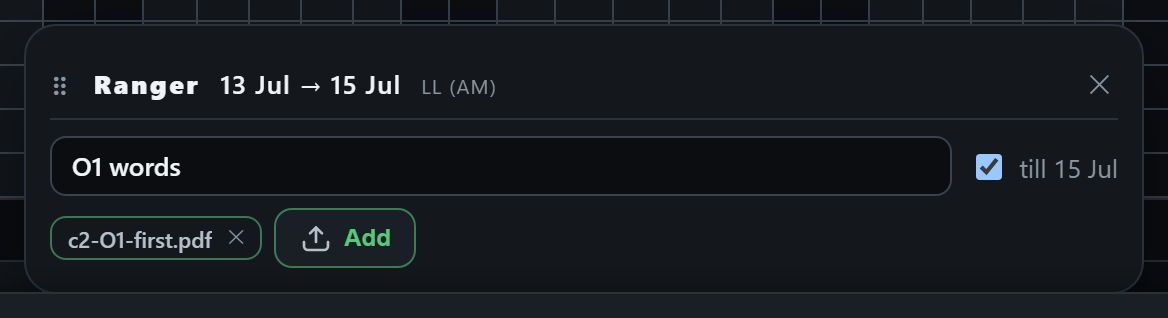 Ranger 13 Jul → 15 Jul LL (AM)
O1 words till 15 Jul
c2-O1-first.pdf Add